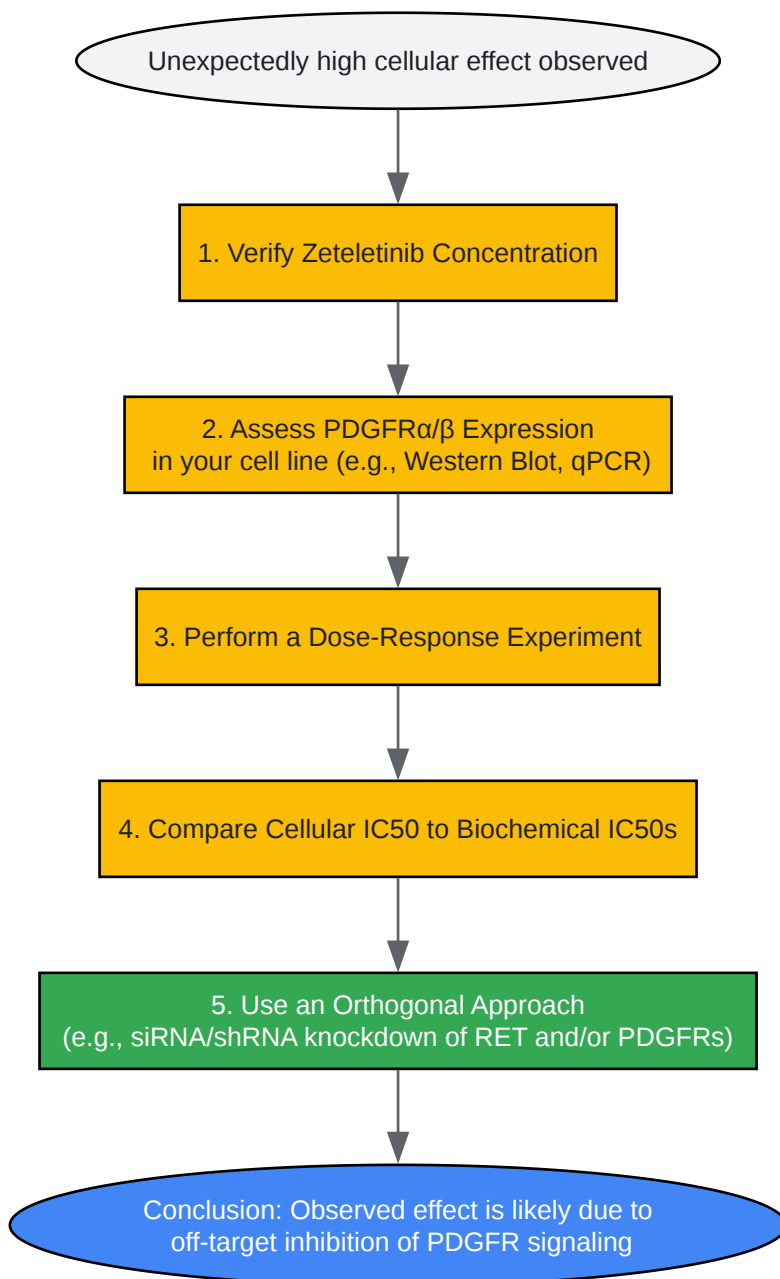 Unexpectedly high cellular effect observed
1. Verify Zeteletinib Concentration
2. Assess PDGFRα/β Expression
in your cell line (e.g., Western Blot, qPCR)
3. Perform a Dose-Response Experiment
4. Compare Cellular IC50 to Biochemical IC50s
5. Use an Orthogonal Approach
(e.g., siRNA/shRNA knockdown of RET and/or PDGFRs)
Conclusion: Observed effect is likely due to
off-target inhibition of PDGFR signaling